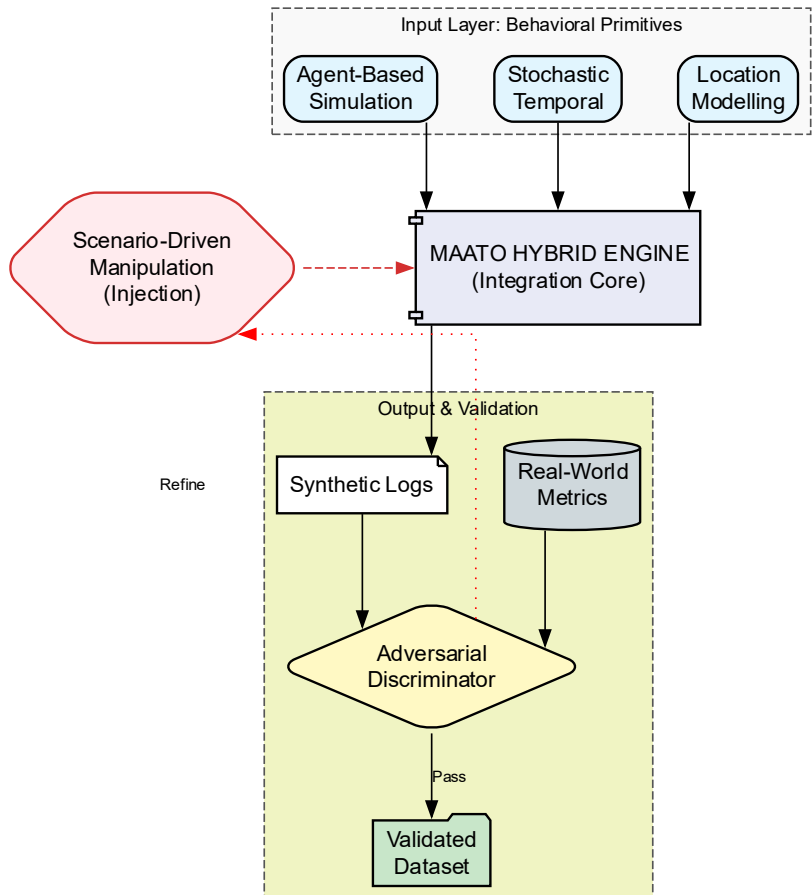 Input Layer: Behavioral Primitives
Agent-Based
Simulation
Stochastic
Temporal
Location
Modelling
Scenario-Driven
Manipulation
(Injection)
MAATO HYBRID ENGINE
(Integration Core)
Output & Validation
Synthetic Logs
Real-World
Metrics
Refine
Adversarial
Discriminator
Pass
Validated
Dataset